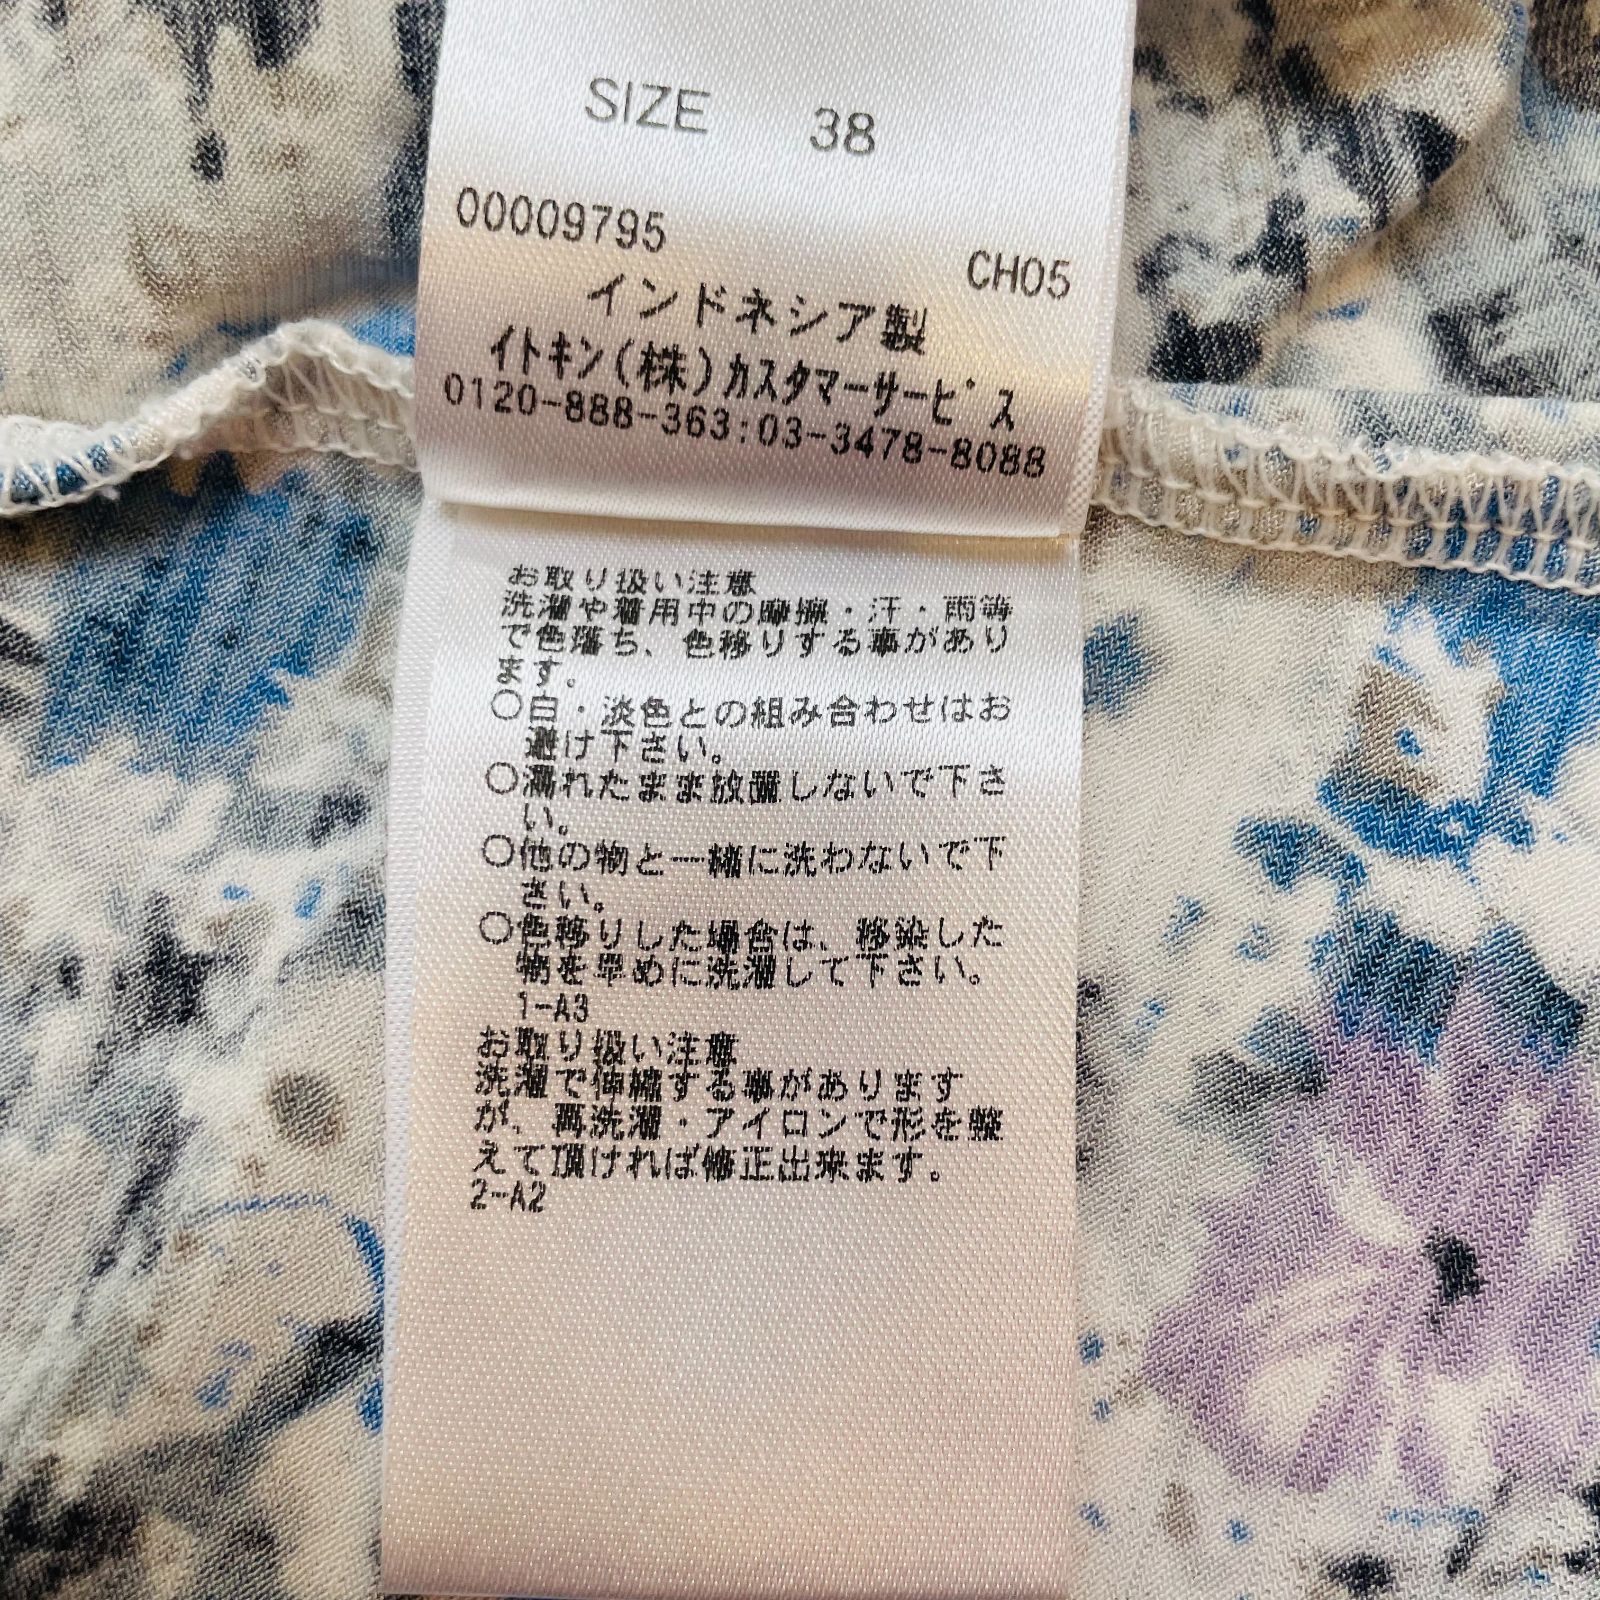 SIZE 38
00009795 CH05
インドネシア製
イトキン(株)カスタマーサービス
0120-888-363:03-3478-8088
お取り扱い注意
洗濯や着用中の摩擦・汗・雨等
で色落ち、色移りする事があり
ます。
○白・淡色との組み合わせはお
避け下さい。
○濡れたまま放置しないで下さ
い。
○他の物と一緒に洗わないで下
さい。
○色移りした場合は、移染した
物を早めに洗濯して下さい。
1-A3
お取り扱い注意
洗濯で伸縮する事があります
が、再洗濯・アイロンで形を整
えて頂ければ修正出来ます。
2-A2